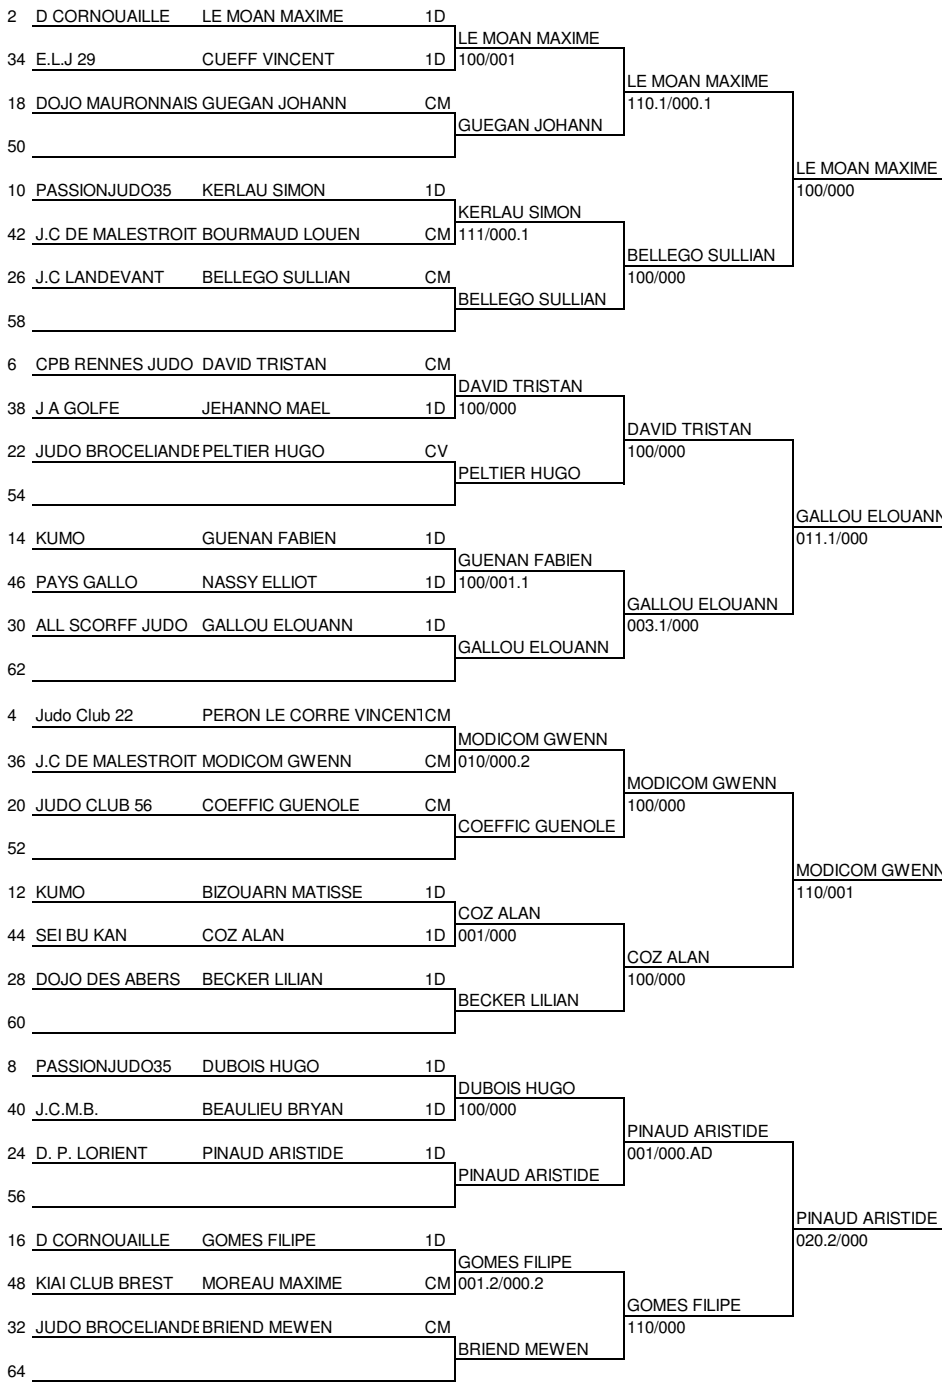 2 D CORNOUAILLE LE MOAN MAXIME 1D
LE MOAN MAXIME
34 E.L.J 29 CUEFF VINCENT 1D 100/001
LE MOAN MAXIME
18 DOJO MAURONNAIS GUEGAN JOHANN CM 110.1/000.1
GUEGAN JOHANN
50
LE MOAN MAXIME
10 PASSIONJUDO35 KERLAU SIMON 1D 100/000
KERLAU SIMON
42 J.C DE MALESTROIT BOURMAUD LOUEN CM 111/000.1
BELLEGO SULLIAN
26 J.C LANDEVANT BELLEGO SULLIAN CM 100/000
BELLEGO SULLIAN
58
6 CPB RENNES JUDO DAVID TRISTAN CM
DAVID TRISTAN
38 J A GOLFE JEHANNO MAEL 1D 100/000
DAVID TRISTAN
22 JUDO BROCELIANDE PELTIER HUGO CV 100/000
PELTIER HUGO
54
GALLOU ELOUANN
14 KUMO GUENAN FABIEN 1D 011.1/000
GUENAN FABIEN
46 PAYS GALLO NASSY ELLIOT 1D 100/001.1
GALLOU ELOUANN
30 ALL SCORFF JUDO GALLOU ELOUANN 1D 003.1/000
GALLOU ELOUANN
62
4 Judo Club 22 PERON LE CORRE VINCENT CM
MODICOM GWENN
36 J.C DE MALESTROIT MODICOM GWENN CM 010/000.2
MODICOM GWENN
20 JUDO CLUB 56 COEFFIC GUENOLE CM 100/000
COEFFIC GUENOLE
52
MODICOM GWENN
12 KUMO BIZOUARN MATISSE 1D 110/001
COZ ALAN
44 SEI BU KAN COZ ALAN 1D 001/000
COZ ALAN
28 DOJO DES ABERS BECKER LILIAN 1D 100/000
BECKER LILIAN
60
8 PASSIONJUDO35 DUBOIS HUGO 1D
DUBOIS HUGO
40 J.C.M.B. BEAULIEU BRYAN 1D 100/000
PINAUD ARISTIDE
24 D. P. LORIENT PINAUD ARISTIDE 1D 001/000.AD
PINAUD ARISTIDE
56
PINAUD ARISTIDE
16 D CORNOUAILLE GOMES FILIPE 1D 020.2/000
GOMES FILIPE
48 KIAI CLUB BREST MOREAU MAXIME CM 001.2/000.2
GOMES FILIPE
32 JUDO BROCELIANDE BRIEND MEWEN CM 110/000
BRIEND MEWEN
64